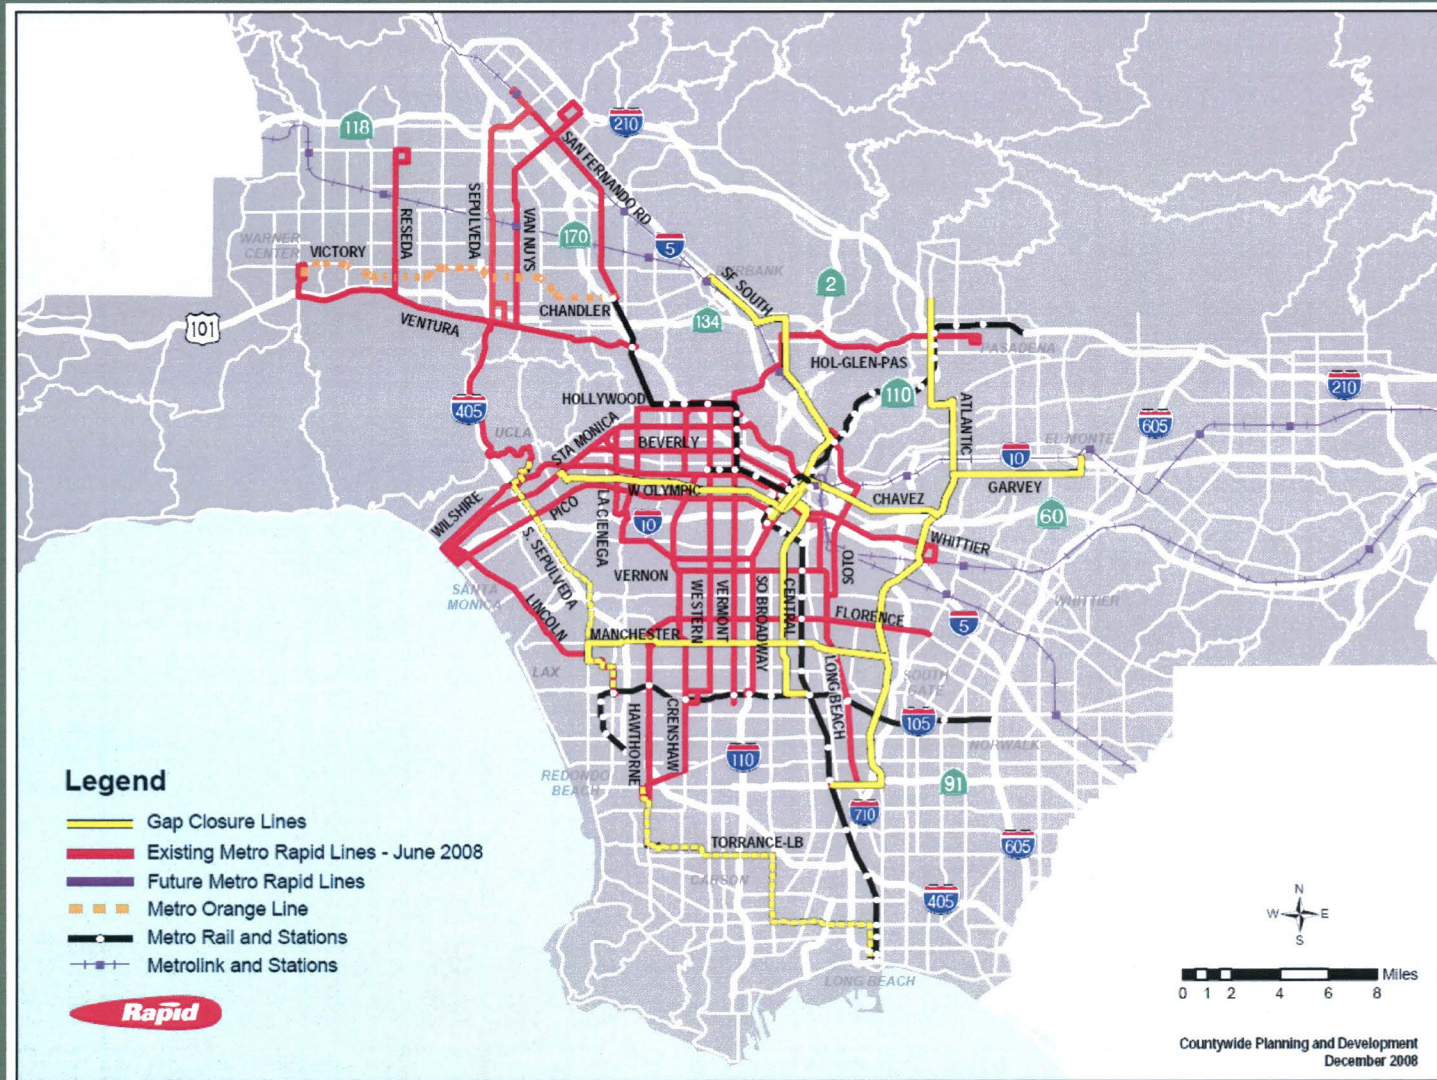 118
210
SAN FERNANDO RD
SEPULVEDA
VAN NUYS
RESEDA
170
5
WARNER
CENTER
VICTORY
BURBANK
SF SOUTH
2
101
VENTURA
CHANDLER
134
HOL-GLEN-PAS
PASADENA
210
405
HOLLYWOOD
110
ATLANTIC
605
UCLA
STA MONICA
BEVERLY
EL MONTE
10
WILSHIRE
PICO
W OLYMPIC
LA CIENEGA
10
CHAVEZ
GARVEY
60
S. SEPULVEDA
WHITTIER
SOTO
VERNON
SANTA
MONICA
LINCOLN
WESTERN
VERMONT
SO BROADWAY
CENTRAL
FLORENCE
WHITTIER
5
MANCHESTER
LAX
LONG BEACH
SOUTH
GATE
HAWTHORNE
CRENSHAW
105
NORWALK
110
REDONDO
BEACH
91
710
605
TORRANCE-LB
CARSON
405
LONG BEACH
Legend
Gap Closure Lines
Existing Metro Rapid Lines - June 2008
Future Metro Rapid Lines
Metro Orange Line
Metro Rail and Stations
Metrolink and Stations
Rapid
N
W E
S
Miles
0 1 2 4 6 8
Countywide Planning and Development
December 2008